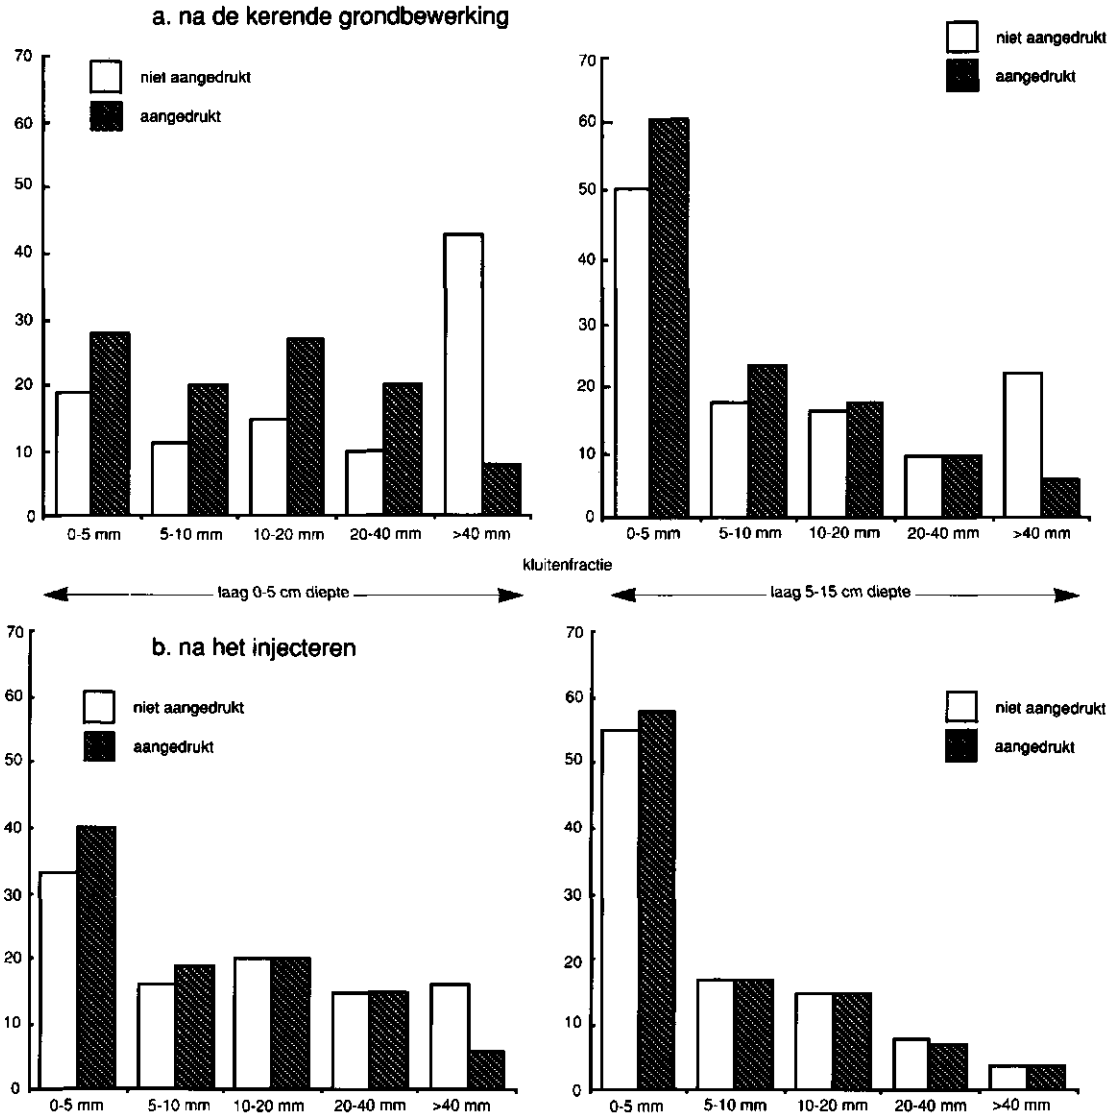 a. na de kerende grondbewerking
70
60
50
40
30
20
10
0
niet aangedrukt
aangedrukt
0-5 mm 5-10 mm 10-20 mm 20-40 mm >40 mm
70
60
50
40
30
20
10
0
niet aangedrukt
aangedrukt
0-5 mm 5-10 mm 10-20 mm 20-40 mm >40 mm
kluitenfractie
laag 0-5 cm diepte
laag 5-15 cm diepte
b. na het injecteren
70
60
50
40
30
20
10
0
niet aangedrukt
aangedrukt
0-5 mm 5-10 mm 10-20 mm 20-40 mm >40 mm
70
60
50
40
30
20
10
0
niet aangedrukt
aangedrukt
0-5 mm 5-10 mm 10-20 mm 20-40 mm >40 mm